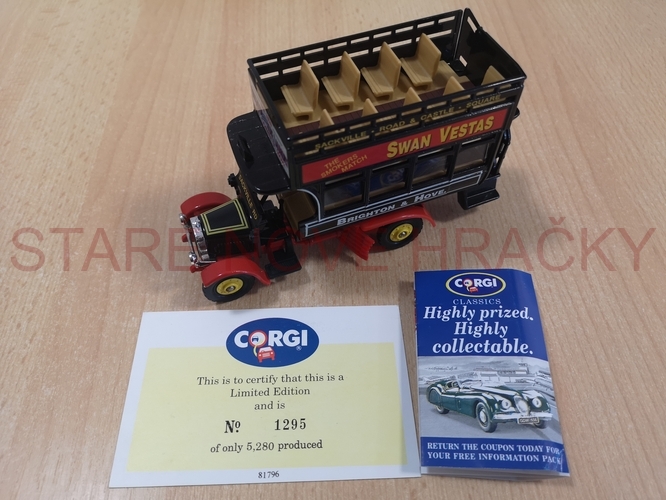 SACKVILLE - ROAD & CASTLE - SQUARE
THE
SMOKERS
MATCH
SWAN VESTAS
BRIGHTON & HOVE
STARE NOVE HRAČKY
CORGI
®
This is to certify that this is a
Limited Edition
and is
No 1295
of only 5,280 produced
81796
CORGI
CLASSICS
Highly prized.
Highly
collectable.
RETURN THE COUPON TODAY FOR
YOUR FREE INFORMATION PACK